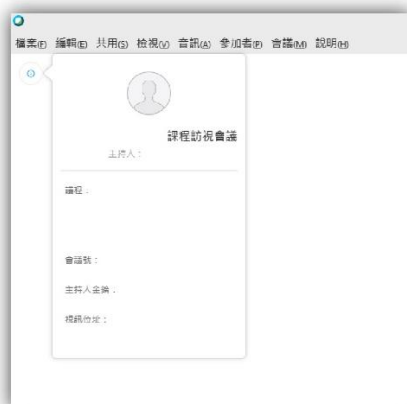 檔案(F) 編輯(E) 共用(S) 檢視(V) 音訊(A) 參加者(P) 會議(M) 說明(H)
課程訪視會議
主持人：
議程：
會議號：
主持人金鑰：
視訊位址：